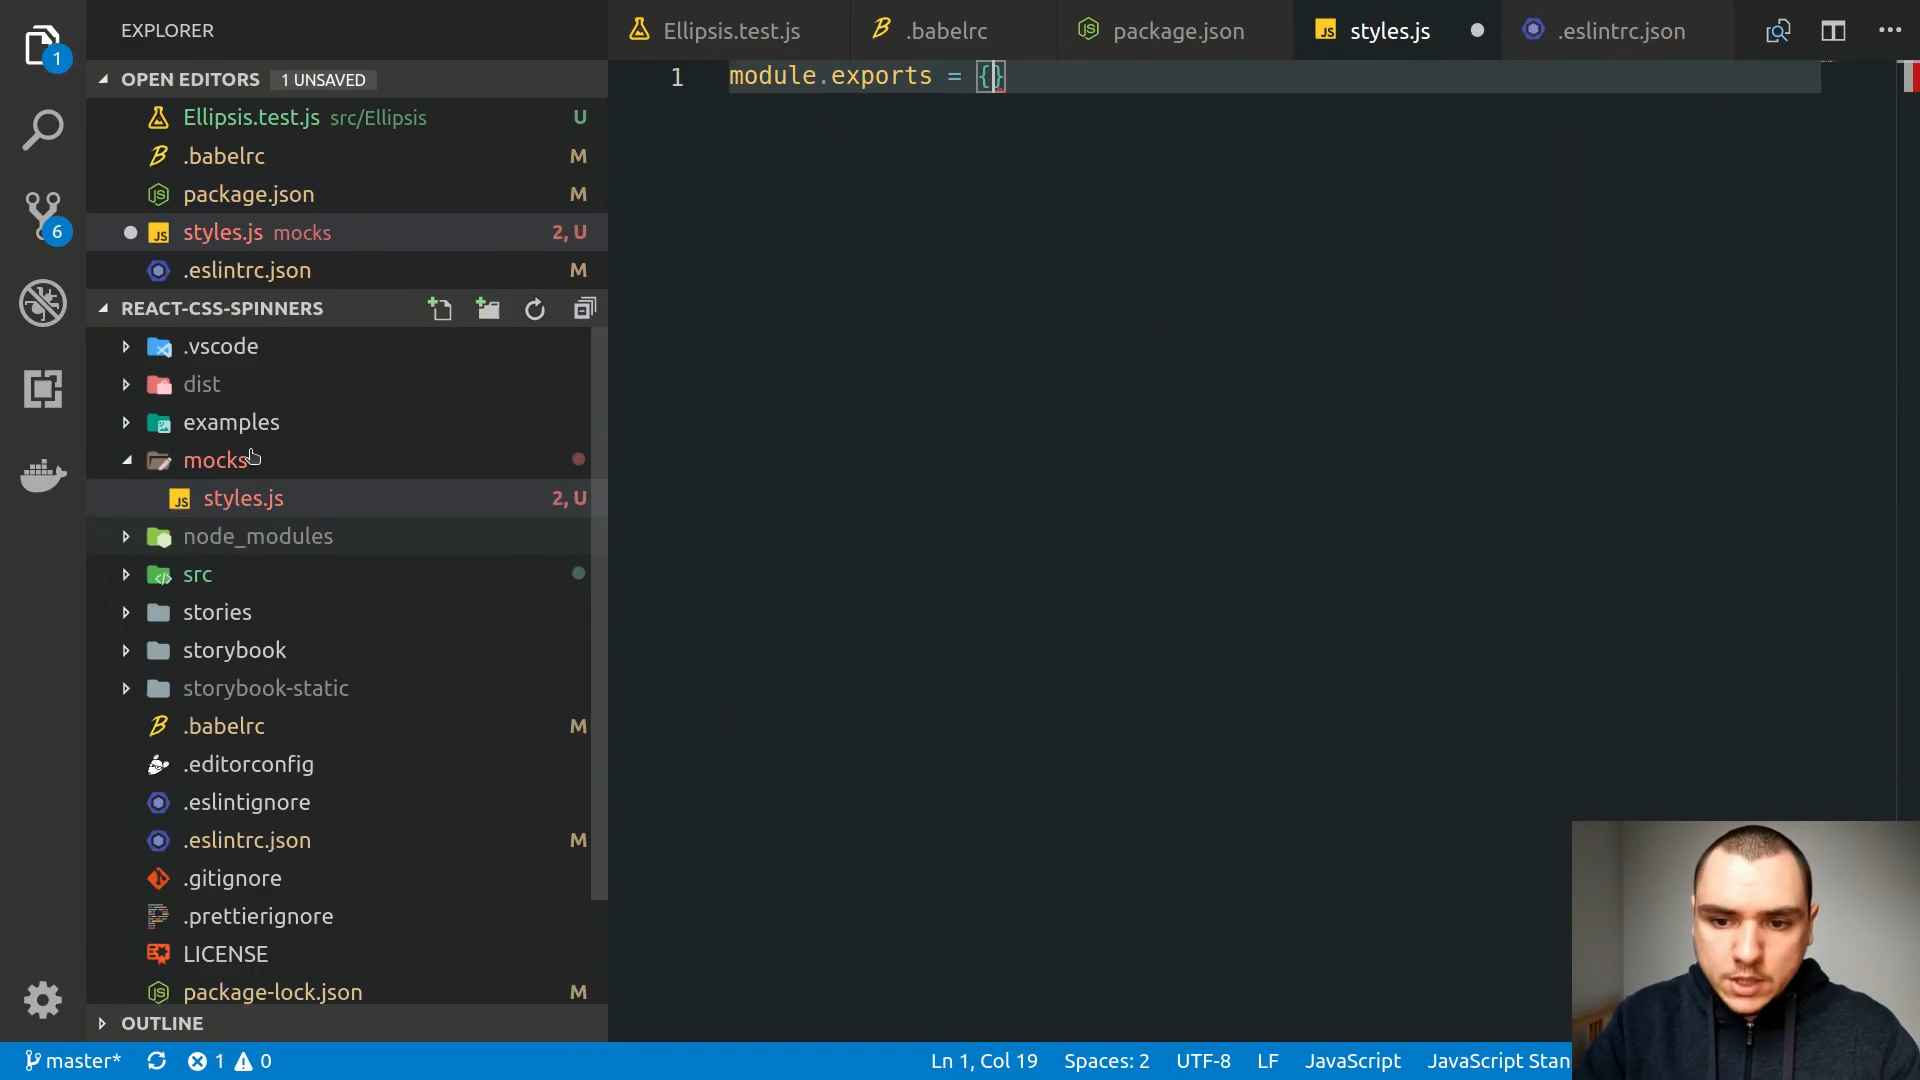 EXPLORER
OPEN EDITORS 1 UNSAVED
Ellipsis.test.js src/Ellipsis U
.babelrc M
package.json M
styles.js mocks 2, U
.eslintrc.json M
REACT-CSS-SPINNERS
.vscode
dist
examples
mocks
styles.js 2, U
node_modules
src
stories
storybook
storybook-static
.babelrc M
.editorconfig
.eslintignore
.eslintrc.json M
.gitignore
.prettierignore
LICENSE
package-lock.json M
OUTLINE
1
6
Ellipsis.test.js .babelrc package.json styles.js .eslintrc.json
1 module.exports = {}
master* 1 0 Ln 1, Col 19 Spaces: 2 UTF-8 LF JavaScript JavaScript Stan